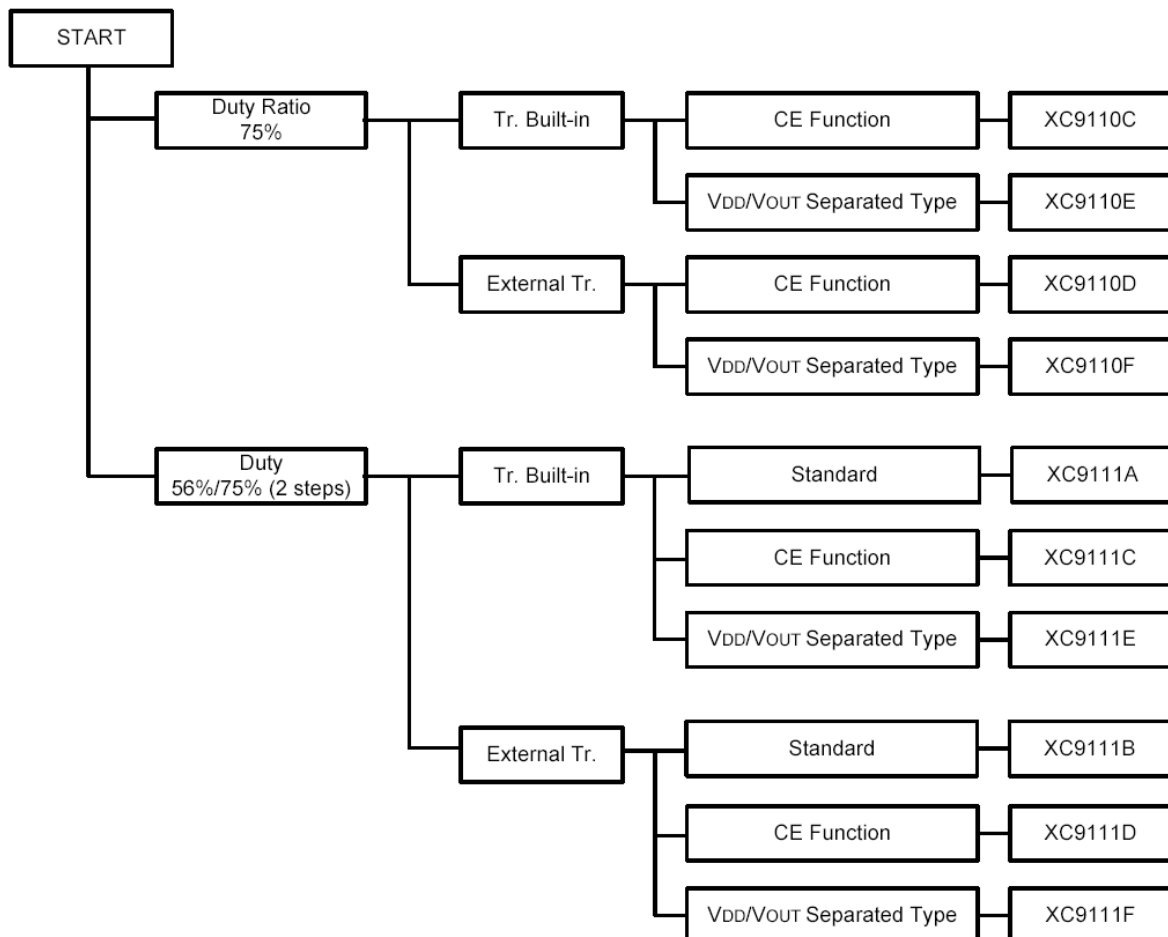 START
Duty Ratio
75%
Tr. Built-in
CE Function
XC9110C
VDD/VOUT Separated Type
XC9110E
External Tr.
CE Function
XC9110D
VDD/VOUT Separated Type
XC9110F
Duty
56%/75% (2 steps)
Tr. Built-in
Standard
XC9111A
CE Function
XC9111C
VDD/VOUT Separated Type
XC9111E
External Tr.
Standard
XC9111B
CE Function
XC9111D
VDD/VOUT Separated Type
XC9111F